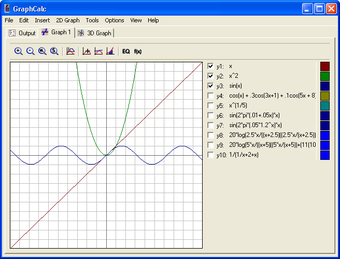 GraphCalc
File Edit Insert 2D Graph Tools Options View Help
Output Graph 1 3D Graph
EQ f(x)
y1: x
y2: x^2
y3: sin(x)
y4: cos(x) + .3cos(3x+1) + .1cos(5x + 8
y5: x^(1/5)
y6: sin(2*pi*(.01+.05x)*x)
y7: sin(2*pi*(.05*1.2^x)*x)
y8: 20*log(2.5*x/((x+2.5)(2.5*x/(x+2.5))
y9: 20*log(5*x/((x+5)(5*x/(x+5))+(11(10
y10: 1/(1/x+2+x)